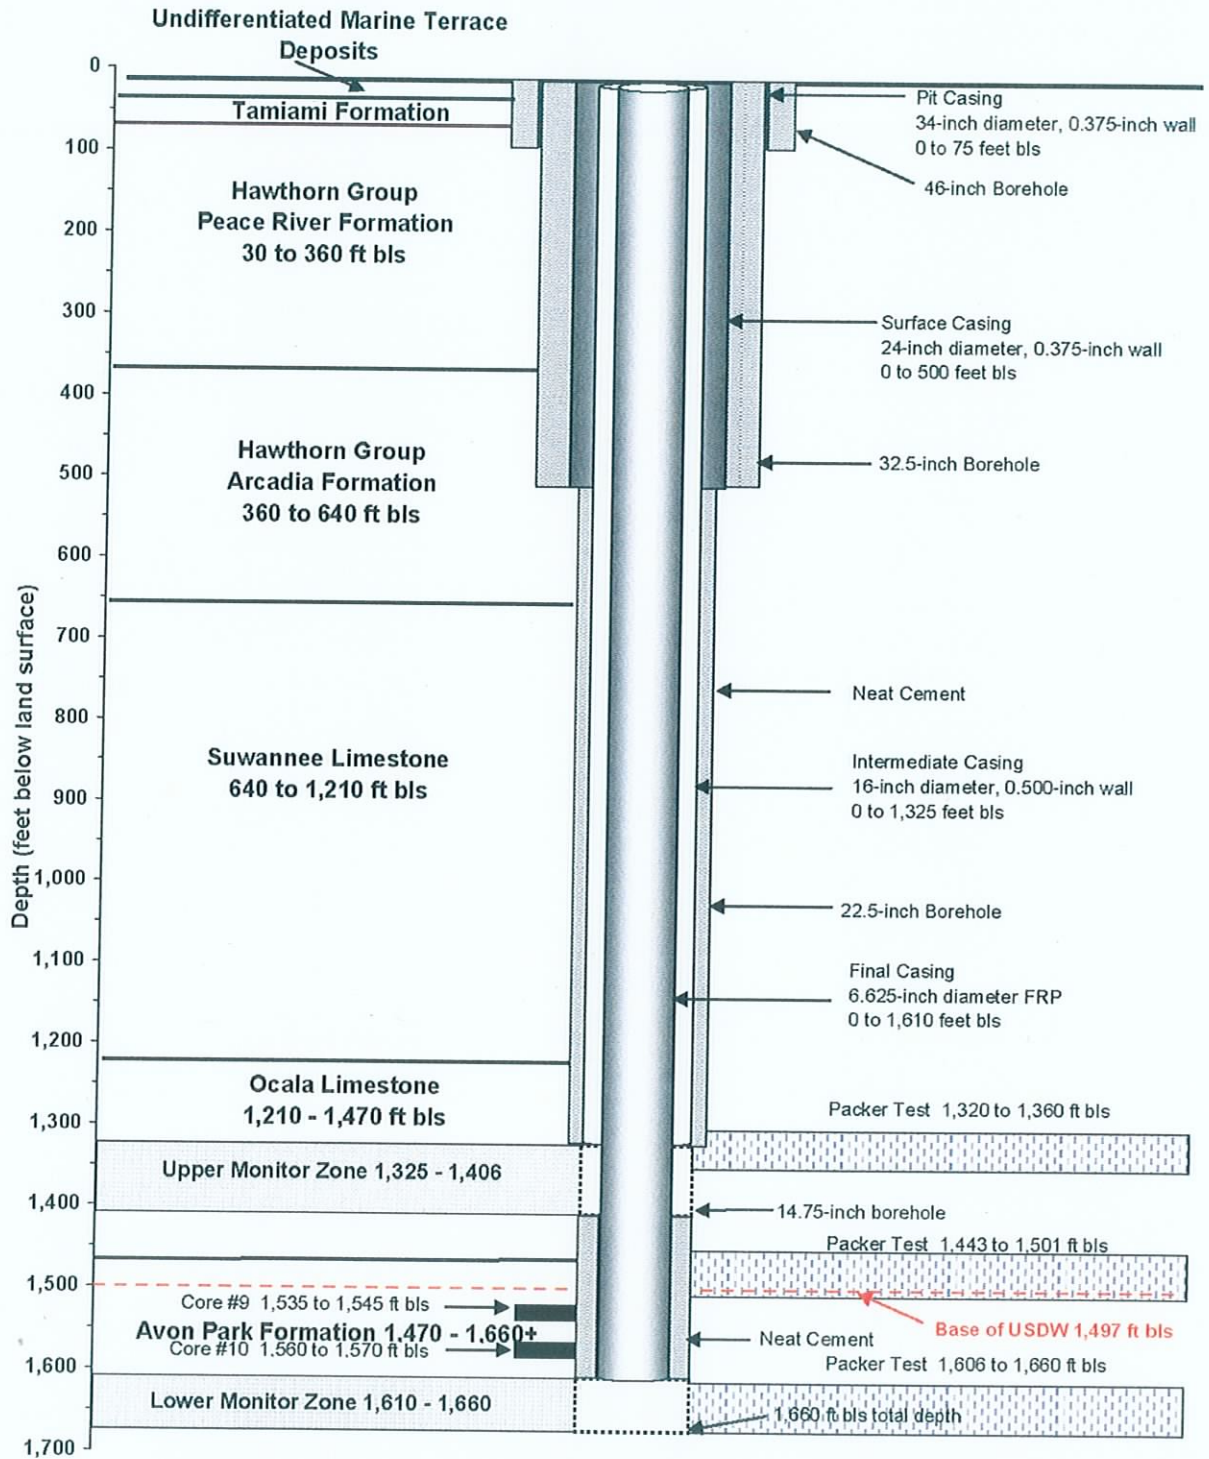 Undifferentiated Marine Terrace
Deposits
0
Tamiami Formation
100
Hawthorn Group
Peace River Formation
30 to 360 ft bls
200
300
400
Hawthorn Group
Arcadia Formation
360 to 640 ft bls
500
600
700
Suwannee Limestone
640 to 1,210 ft bls
800
900
1,000
1,100
1,200
Ocala Limestone
1,210 - 1,470 ft bls
1,300
Upper Monitor Zone 1,325 - 1,406
1,400
1,500
Core #9 1,535 to 1,545 ft bls
Avon Park Formation 1,470 - 1,660+
Core #10 1,560 to 1,570 ft bls
1,600
Lower Monitor Zone 1,610 - 1,660
1,700
Depth (feet below land surface)
Pit Casing
34-inch diameter, 0.375-inch wall
0 to 75 feet bls
46-inch Borehole
Surface Casing
24-inch diameter, 0.375-inch wall
0 to 500 feet bls
32.5-inch Borehole
Neat Cement
Intermediate Casing
16-inch diameter, 0.500-inch wall
0 to 1,325 feet bls
22.5-inch Borehole
Final Casing
6.625-inch diameter FRP
0 to 1,610 feet bls
Packer Test 1,320 to 1,360 ft bls
14.75-inch borehole
Packer Test 1,443 to 1,501 ft bls
Base of USDW 1,497 ft bls
Neat Cement
Packer Test 1,606 to 1,660 ft bls
1,660 ft bls total depth